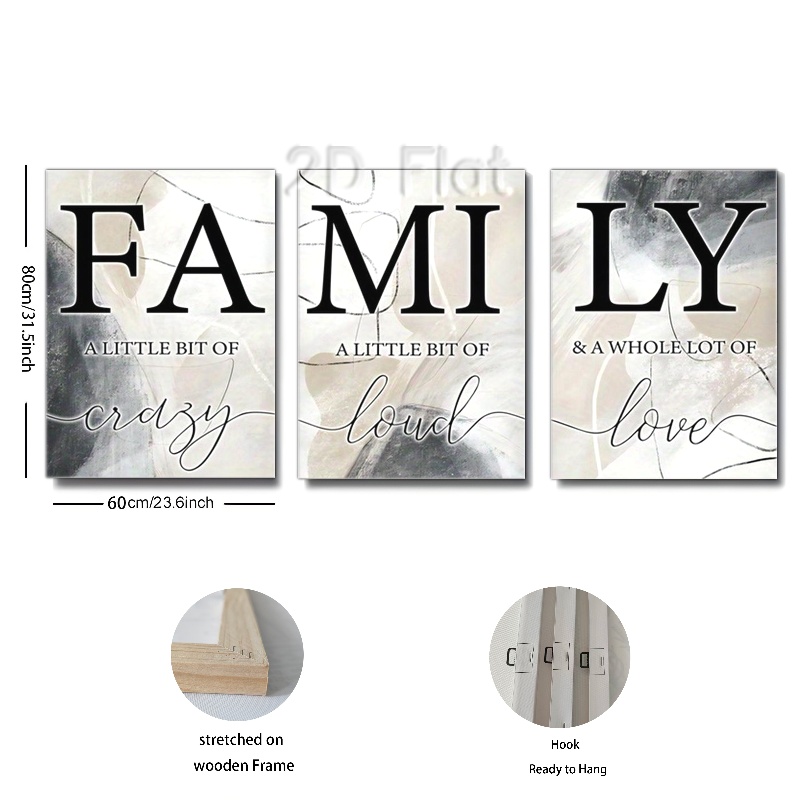 2D Flat
FA
A LITTLE BIT OF
crazy
MI
A LITTLE BIT OF
loud
LY
& A WHOLE LOT OF
love
80cm/31.5inch
60cm/23.6inch
stretched on
wooden Frame
Hook
Ready to Hang